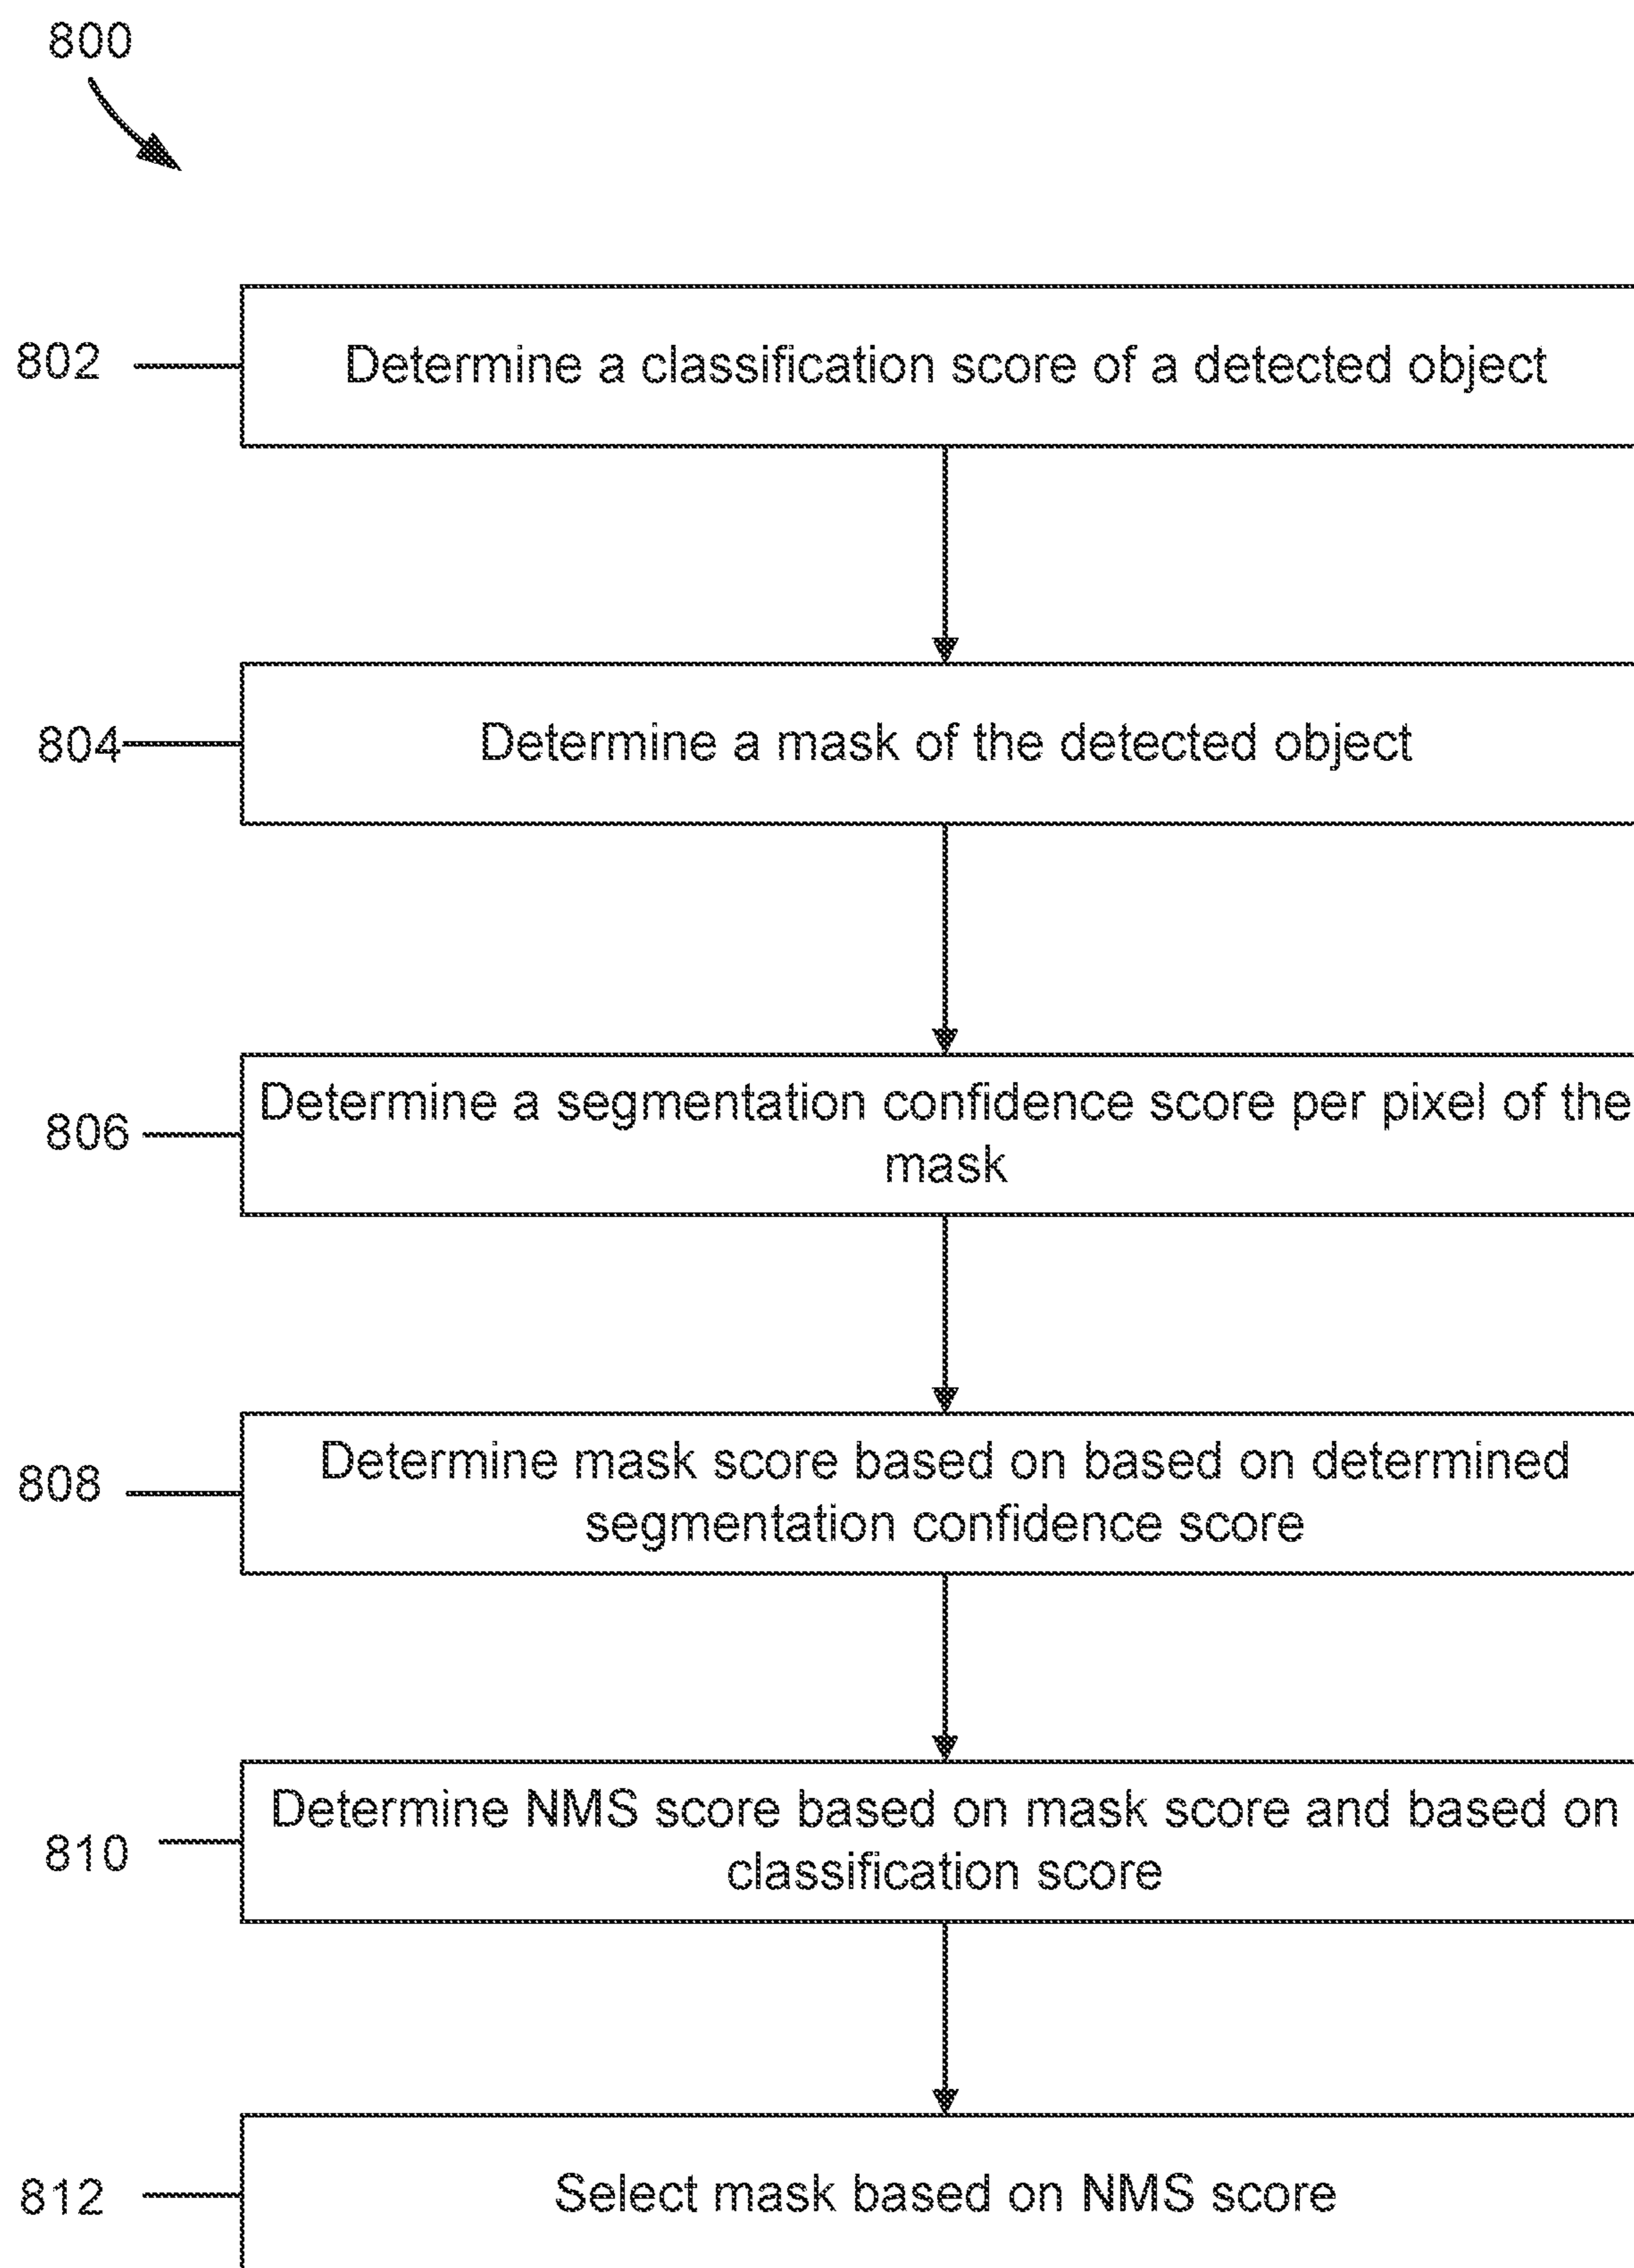 800
802
Determine a classification score of a detected object
804
Determine a mask of the detected object
806
Determine a segmentation confidence score per pixel of the
mask
808
Determine mask score based on based on determined
segmentation confidence score
810
Determine NMS score based on mask score and based on
classification score
812
Select mask based on NMS score